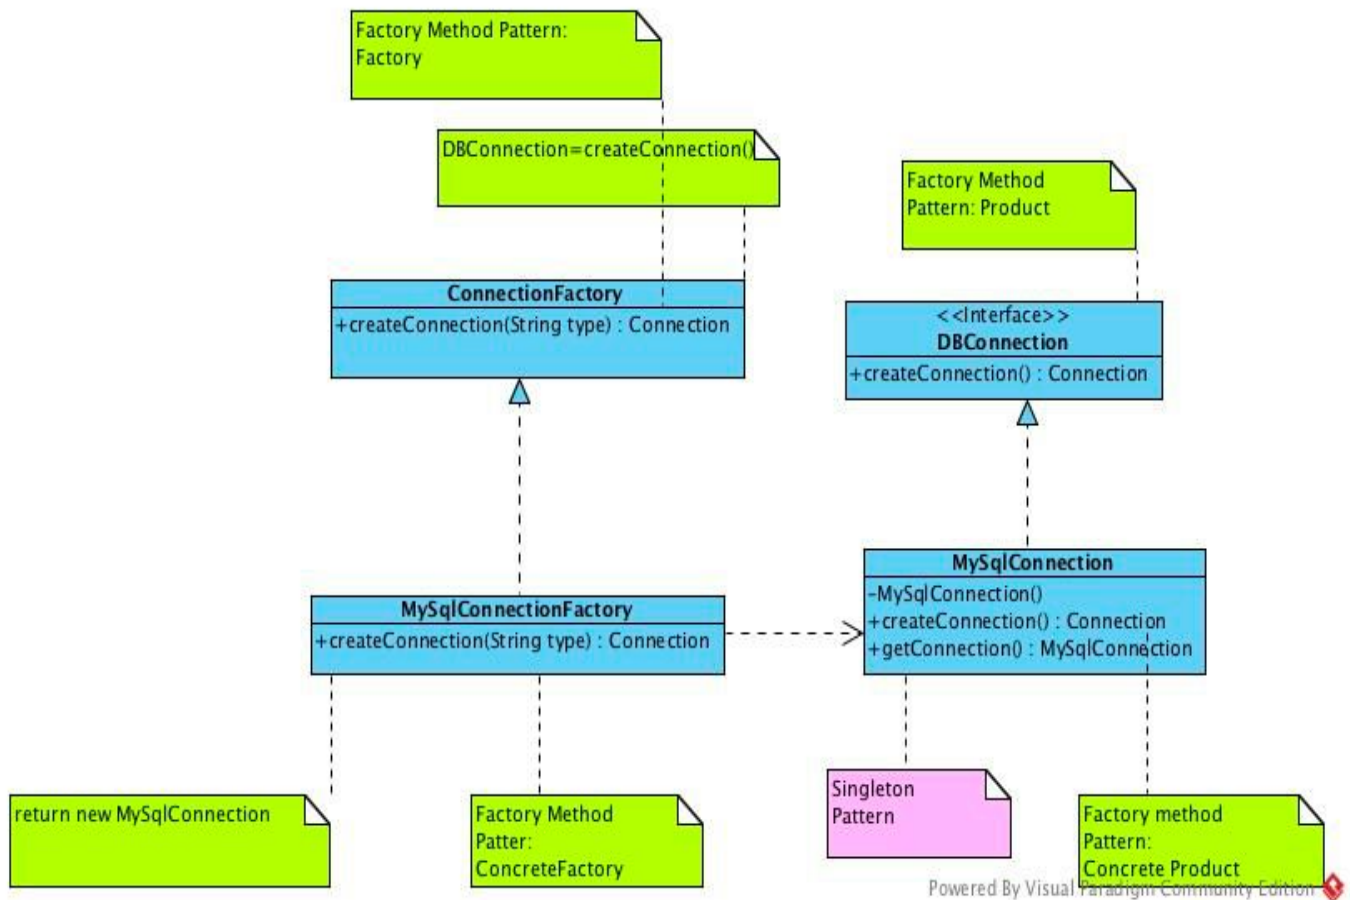 Factory Method Pattern:
Factory
DBConnection=createConnection()
Factory Method
Pattern: Product
ConnectionFactory
+createConnection(String type) : Connection
<<Interface>>
DBConnection
+createConnection() : Connection
MySqlConnectionFactory
+createConnection(String type) : Connection
MySqlConnection
-MySqlConnection()
+createConnection() : Connection
+getConnection() : MySqlConnection
return new MySqlConnection
Factory Method
Patter:
ConcreteFactory
Singleton
Pattern
Factory method
Pattern:
Concrete Product
Powered By Visual Paradigm Community Edition